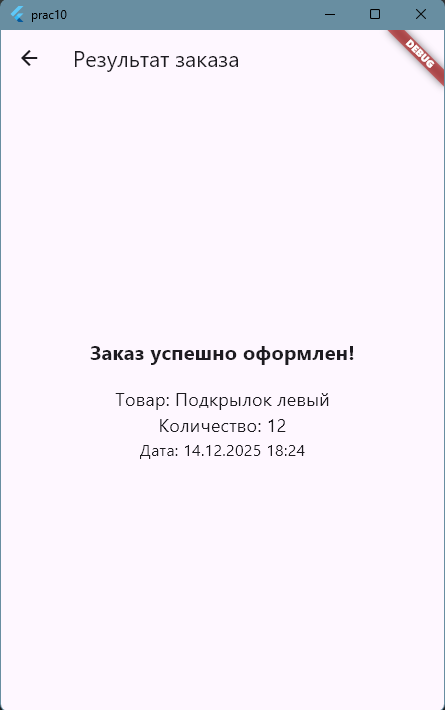 prac10
Результат заказа
DEBUG
Заказ успешно оформлен!
Товар: Подкрылок левый
Количество: 12
Дата: 14.12.2025 18:24